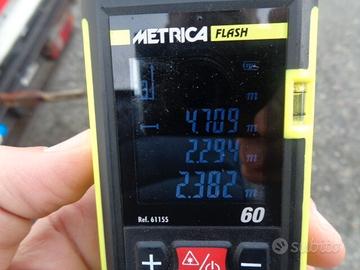 METRICA FLASH
m
4.709 m
2.294 m
2.382 m
Ref. 61155 60
+ −
subito